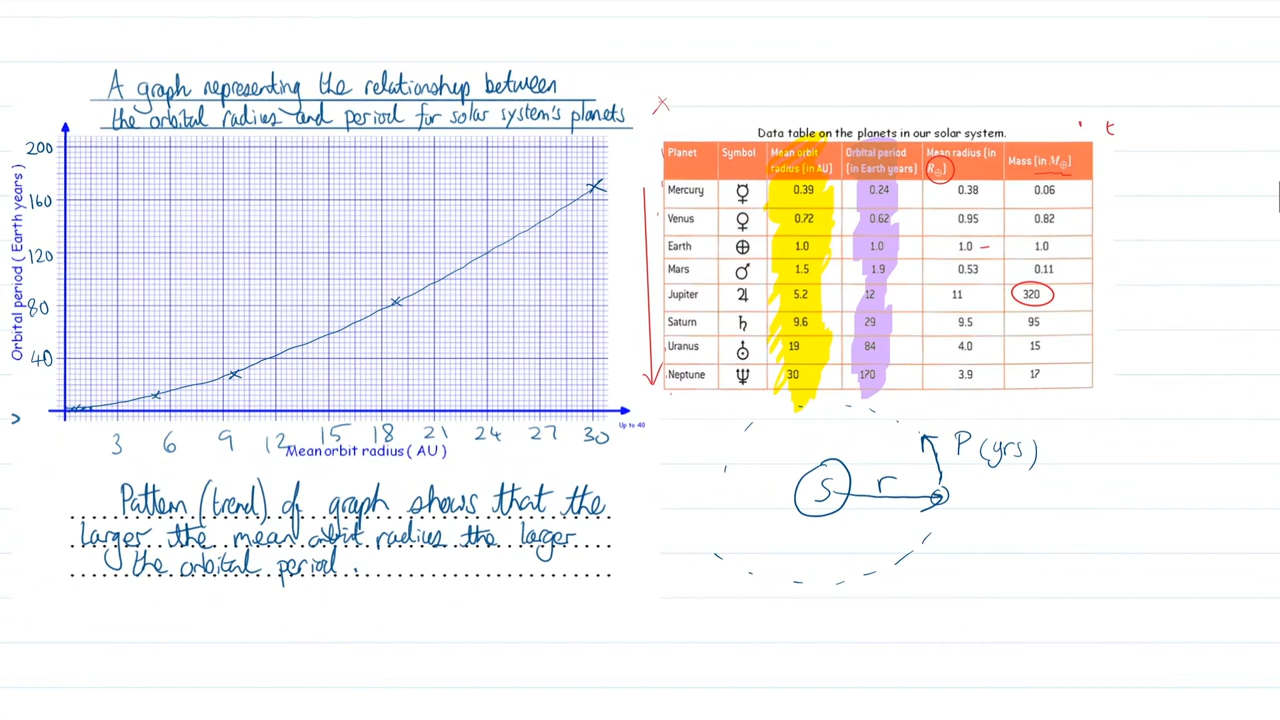 A graph representing the relationship between
the orbital radius and period for solar system's planets
Orbital period (Earth years)
200
160
120
80
40
3 6 9 12 15 18 21 24 27 30
Mean orbit radius (AU)
Up to 40
Pattern (trend) of graph shows that the
larger the mean orbit radius the larger
the orbital period.
Data table on the planets in our solar system.
Planet Symbol Mean orbit radius (in AU) Orbital period (in Earth years) Mean radius (in R⊕) Mass (in M⊕)
Mercury ☿ 0.39 0.24 0.38 0.06
Venus ♀ 0.72 0.62 0.95 0.82
Earth ⊕ 1.0 1.0 1.0 1.0
Mars ♂ 1.5 1.9 0.53 0.11
Jupiter ♃ 5.2 12 11 320
Saturn ♄ 9.6 29 9.5 95
Uranus ⛢ 19 84 4.0 15
Neptune ♆ 30 170 3.9 17
t
S r P (yrs)